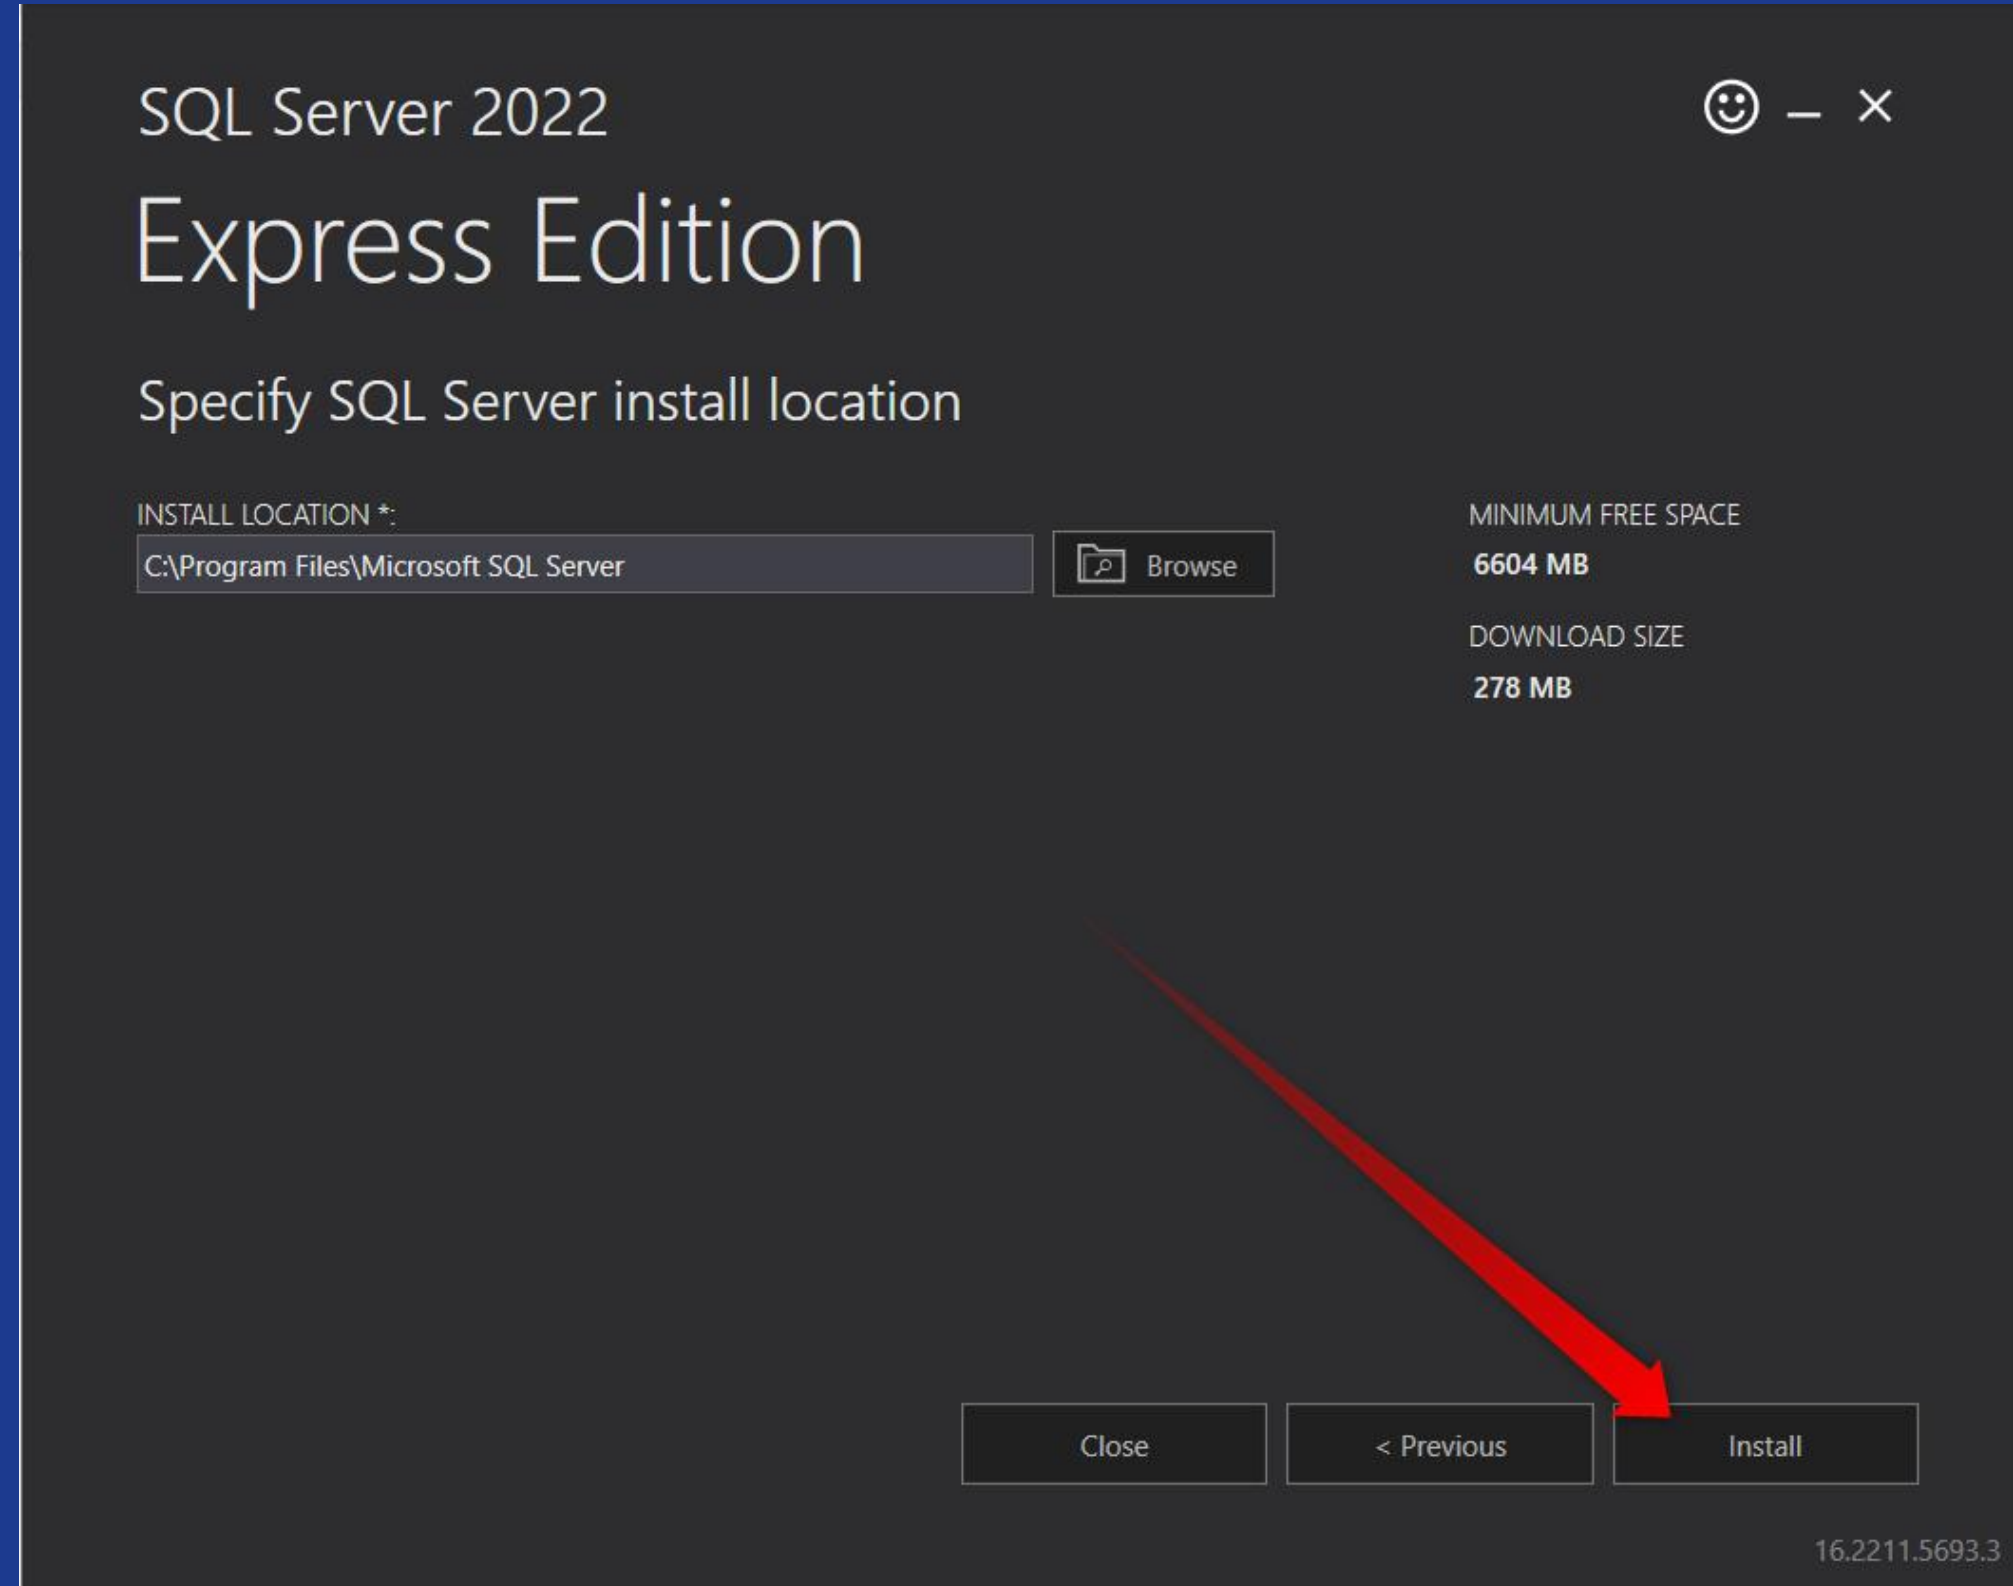 SQL Server 2022
Express Edition
Specify SQL Server install location
INSTALL LOCATION *:
C:\Program Files\Microsoft SQL Server
Browse
MINIMUM FREE SPACE
6604 MB
DOWNLOAD SIZE
278 MB
Close
< Previous
Install
16.2211.5693.3